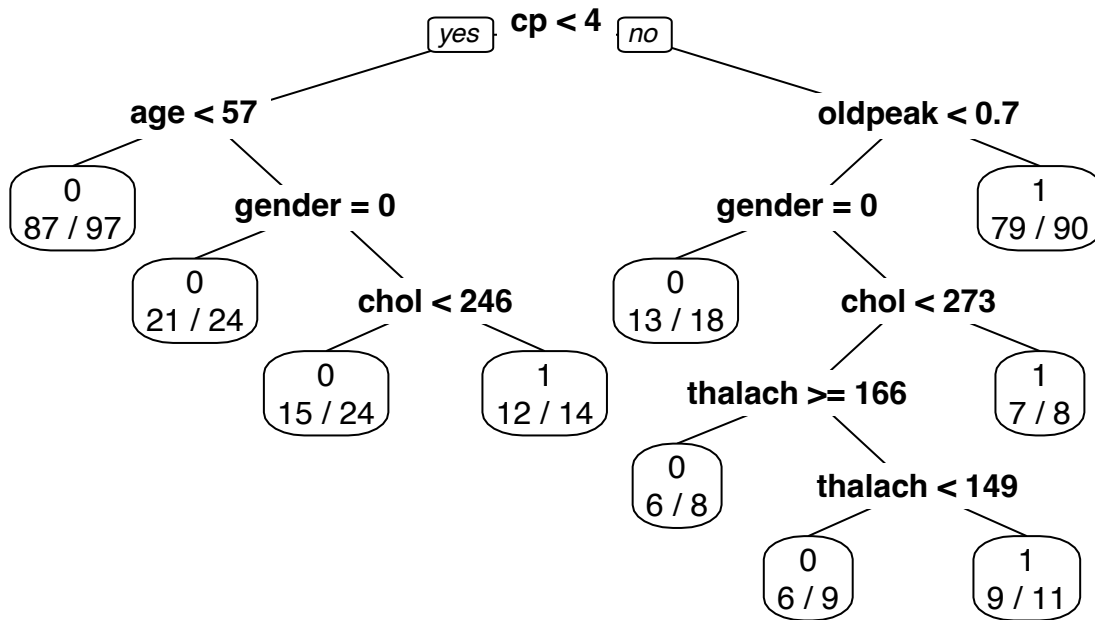 cp < 4
yes
no
age < 57
oldpeak < 0.7
0
87 / 97
gender = 0
gender = 0
1
79 / 90
0
21 / 24
chol < 246
0
13 / 18
chol < 273
0
15 / 24
1
12 / 14
thalach >= 166
1
7 / 8
0
6 / 8
thalach < 149
0
6 / 9
1
9 / 11